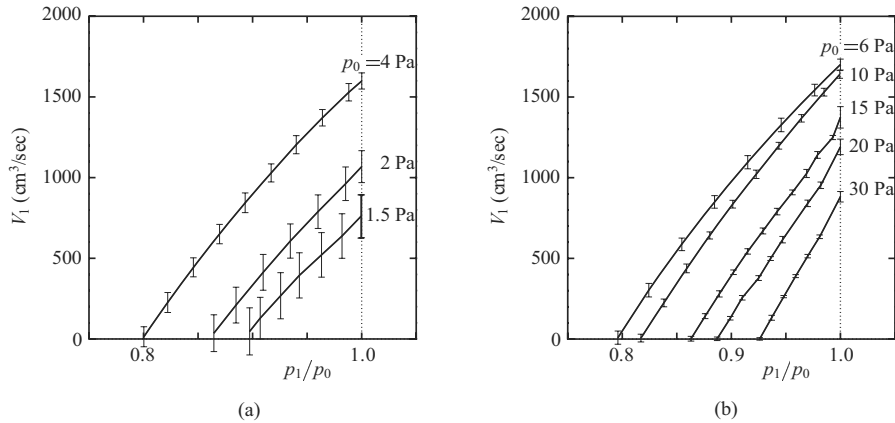 2000
1500
1000
500
0
V₁ (cm³/sec)
p₀ = 4 Pa
2 Pa
1.5 Pa
0.8
1.0
p₁/p₀
(a)
2000
1500
1000
500
0
V₁ (cm³/sec)
p₀ = 6 Pa
10 Pa
15 Pa
20 Pa
30 Pa
0.8
0.9
1.0
p₁/p₀
(b)